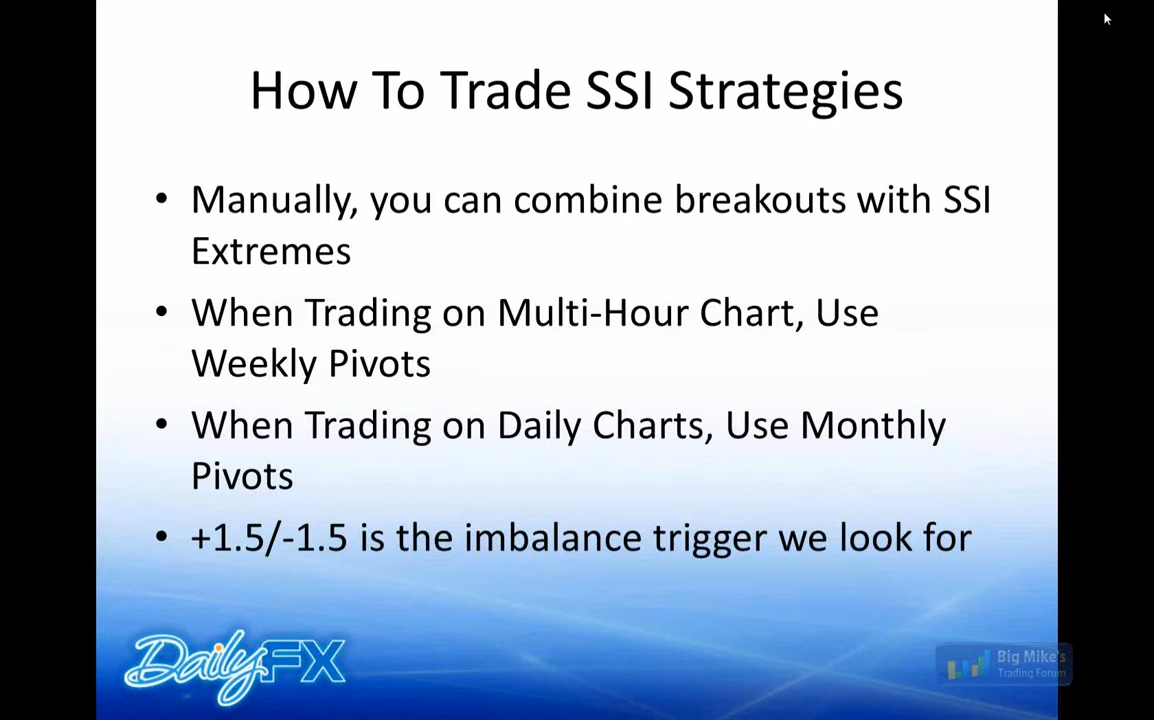 How To Trade SSI Strategies
• Manually, you can combine breakouts with SSI
Extremes
• When Trading on Multi-Hour Chart, Use
Weekly Pivots
• When Trading on Daily Charts, Use Monthly
Pivots
• +1.5/-1.5 is the imbalance trigger we look for
DailyFX
Big Mike's
Trading Forum